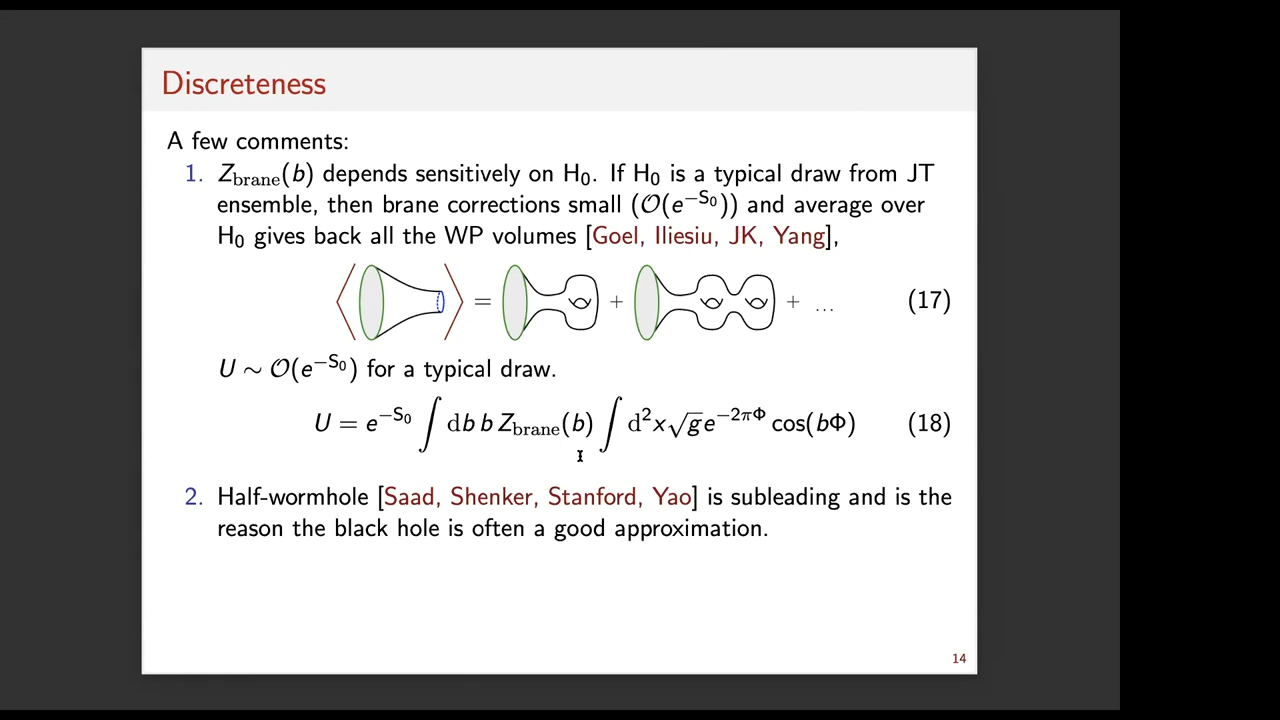 Discreteness
A few comments:
1. Z_brane(b) depends sensitively on H₀. If H₀ is a typical draw from JT
ensemble, then brane corrections small (𝒪(e^{−S₀})) and average over
H₀ gives back all the WP volumes [Goel, Iliesiu, JK, Yang],
⟨ ⟩ = + + ... (17)
U ∼ 𝒪(e^{−S₀}) for a typical draw.
U = e^{−S₀} ∫ db b Z_brane(b) ∫ d²x√g e^{−2πΦ} cos(bΦ) (18)
2. Half-wormhole [Saad, Shenker, Stanford, Yao] is subleading and is the
reason the black hole is often a good approximation.
14